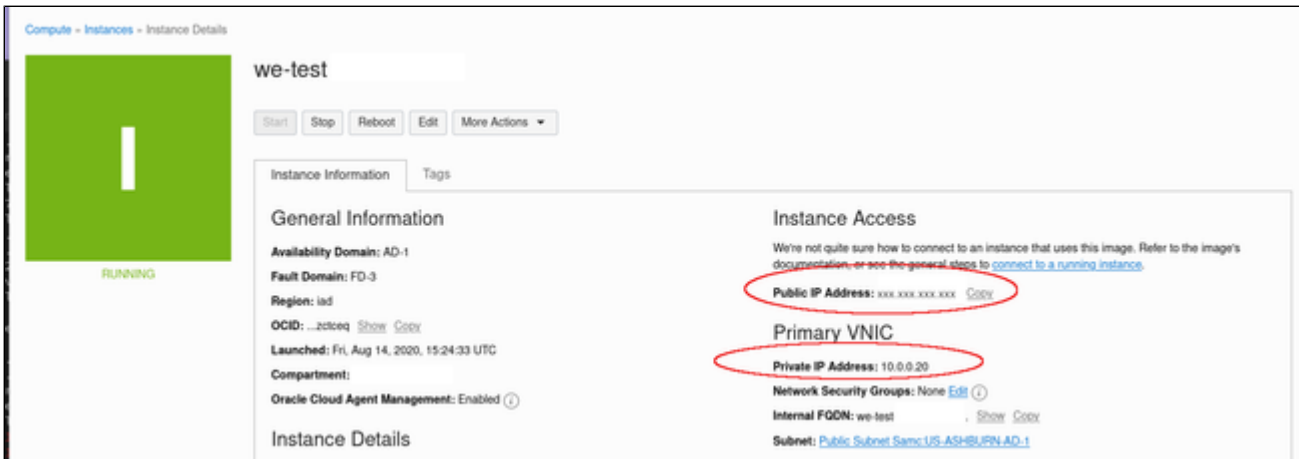 Compute » Instances » Instance Details
we-test
Start Stop Reboot Edit More Actions
Instance Information Tags
I
RUNNING
General Information
Availability Domain: AD-1
Fault Domain: FD-3
Region: iad
OCID: ...zctceq Show Copy
Launched: Fri, Aug 14, 2020, 15:24:33 UTC
Compartment:
Oracle Cloud Agent Management: Enabled i
Instance Details
Instance Access
We're not quite sure how to connect to an instance that uses this image. Refer to the image's
documentation, or see the general steps to connect to a running instance.
Public IP Address: xxx xxx xxx xxx Copy
Primary VNIC
Private IP Address: 10.0.0.20
Network Security Groups: None Edit i
Internal FQDN: we-test . Show Copy
Subnet: Public Subnet Samc:US-ASHBURN-AD-1